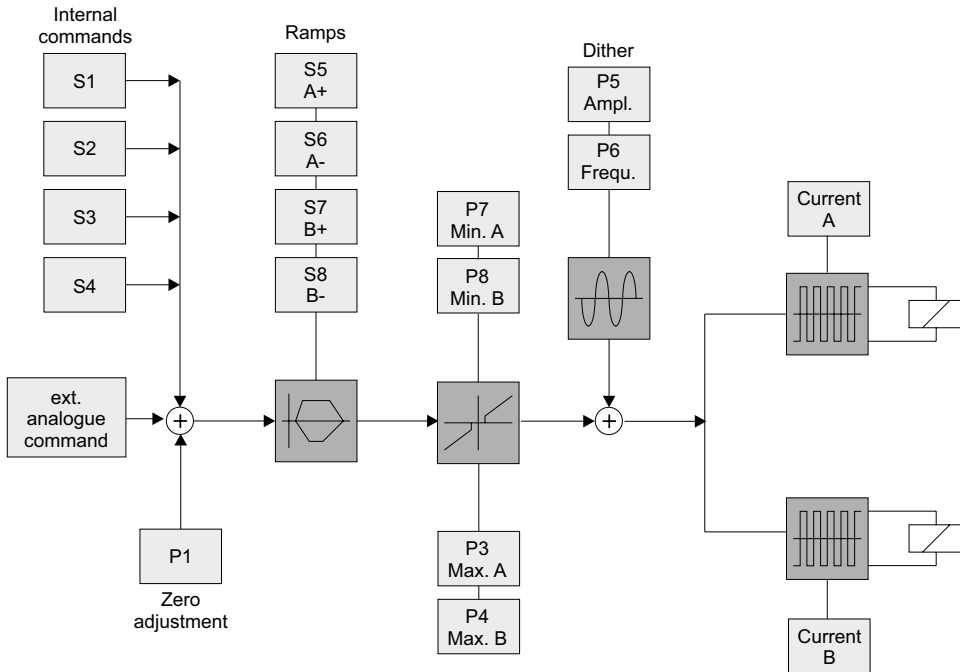 Internal
commands
S1
S2
S3
S4
ext.
analogue
command
+
P1
Zero
adjustment
Ramps
S5
A+
S6
A-
S7
B+
S8
B-
P7
Min. A
P8
Min. B
P3
Max. A
P4
Max. B
Dither
P5
Ampl.
P6
Frequ.
+
Current
A
Current
B